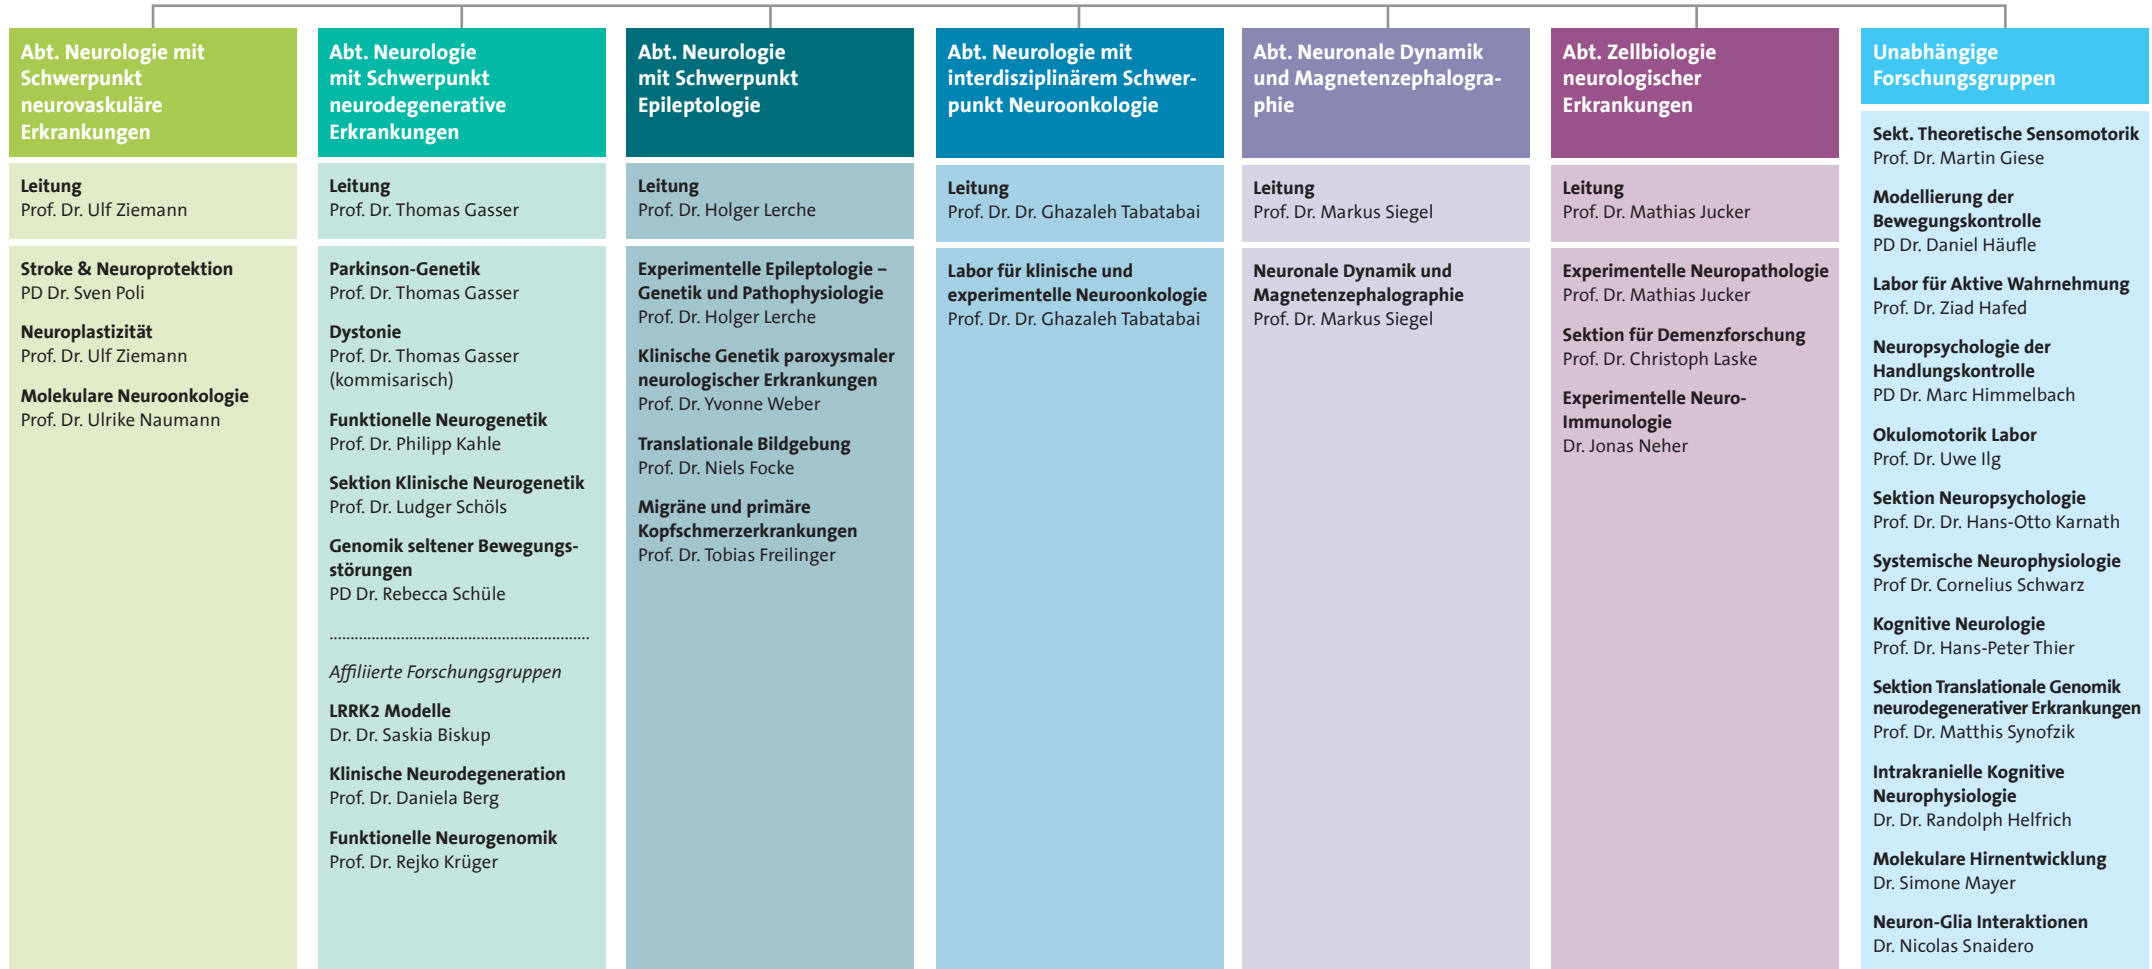 Abt. Neurologie mit
Schwerpunkt
neurovaskuläre
Erkrankungen
Leitung
Prof. Dr. Ulf Ziemann
Stroke & Neuroprotektion
PD Dr. Sven Poli
Neuroplastizität
Prof. Dr. Ulf Ziemann
Molekulare Neuroonkologie
Prof. Dr. Ulrike Naumann
Abt. Neurologie
mit Schwerpunkt
neurodegenerative
Erkrankungen
Leitung
Prof. Dr. Thomas Gasser
Parkinson-Genetik
Prof. Dr. Thomas Gasser
Dystonie
Prof. Dr. Thomas Gasser
(kommisarisch)
Funktionelle Neurogenetik
Prof. Dr. Philipp Kahle
Sektion Klinische Neurogenetik
Prof. Dr. Ludger Schöls
Genomik seltener Bewegungs-
störungen
PD Dr. Rebecca Schüle
..............................................................
Affiliierte Forschungsgruppen
LRRK2 Modelle
Dr. Dr. Saskia Biskup
Klinische Neurodegeneration
Prof. Dr. Daniela Berg
Funktionelle Neurogenomik
Prof. Dr. Rejko Krüger
Abt. Neurologie
mit Schwerpunkt
Epileptologie
Leitung
Prof. Dr. Holger Lerche
Experimentelle Epileptologie –
Genetik und Pathophysiologie
Prof. Dr. Holger Lerche
Klinische Genetik paroxysmaler
neurologischer Erkrankungen
Prof. Dr. Yvonne Weber
Translationale Bildgebung
Prof. Dr. Niels Focke
Migräne und primäre
Kopfschmerzerkrankungen
Prof. Dr. Tobias Freilinger
Abt. Neurologie mit
interdisziplinärem Schwer-
punkt Neuroonkologie
Leitung
Prof. Dr. Dr. Ghazaleh Tabatabai
Labor für klinische und
experimentelle Neuroonkologie
Prof. Dr. Dr. Ghazaleh Tabatabai
Abt. Neuronale Dynamik
und Magnetenzephalogra-
phie
Leitung
Prof. Dr. Markus Siegel
Neuronale Dynamik und
Magnetenzephalographie
Prof. Dr. Markus Siegel
Abt. Zellbiologie
neurologischer
Erkrankungen
Leitung
Prof. Dr. Mathias Jucker
Experimentelle Neuropathologie
Prof. Dr. Mathias Jucker
Sektion für Demenzforschung
Prof. Dr. Christoph Laske
Experimentelle Neuro-
Immunologie
Dr. Jonas Neher
Unabhängige
Forschungsgruppen
Sekt. Theoretische Sensomotorik
Prof. Dr. Martin Giese
Modellierung der
Bewegungskontrolle
PD Dr. Daniel Häufle
Labor für Aktive Wahrnehmung
Prof. Dr. Ziad Hafed
Neuropsychologie der
Handlungskontrolle
PD Dr. Marc Himmelbach
Okulomotorik Labor
Prof. Dr. Uwe Ilg
Sektion Neuropsychologie
Prof. Dr. Dr. Hans-Otto Karnath
Systemische Neurophysiologie
Prof Dr. Cornelius Schwarz
Kognitive Neurologie
Prof. Dr. Hans-Peter Thier
Sektion Translationale Genomik
neurodegenerativer Erkrankungen
Prof. Dr. Matthis Synofzik
Intrakranielle Kognitive
Neurophysiologie
Dr. Dr. Randolph Helfrich
Molekulare Hirnentwicklung
Dr. Simone Mayer
Neuron-Glia Interaktionen
Dr. Nicolas Snaidero